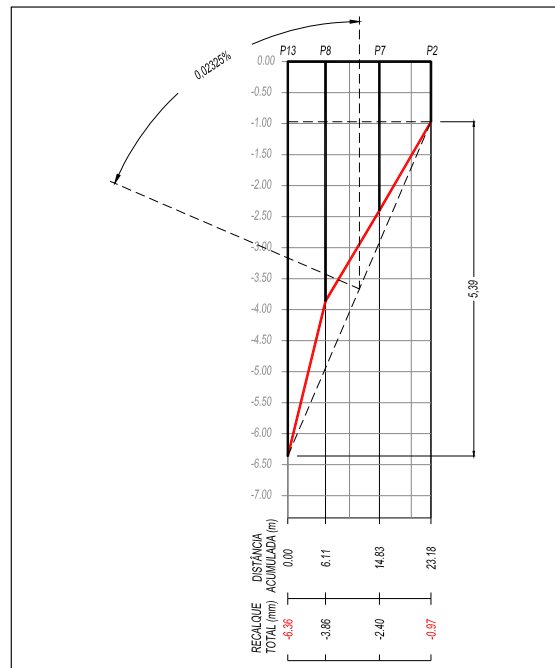 P13 P8 P7 P2
0,02325%
0.00
-0.50
-1.00
-1.50
-2.00
-2.50
-3.00
-3.50
-4.00
-4.50
-5.00
-5.50
-6.00
-6.50
-7.00
5,39
DISTÂNCIA
ACUMULADA (m)
0.00 6.11 14.83 23.18
RECALQUE
TOTAL (mm)
-6.36 -3.86 -2.40 -0.97